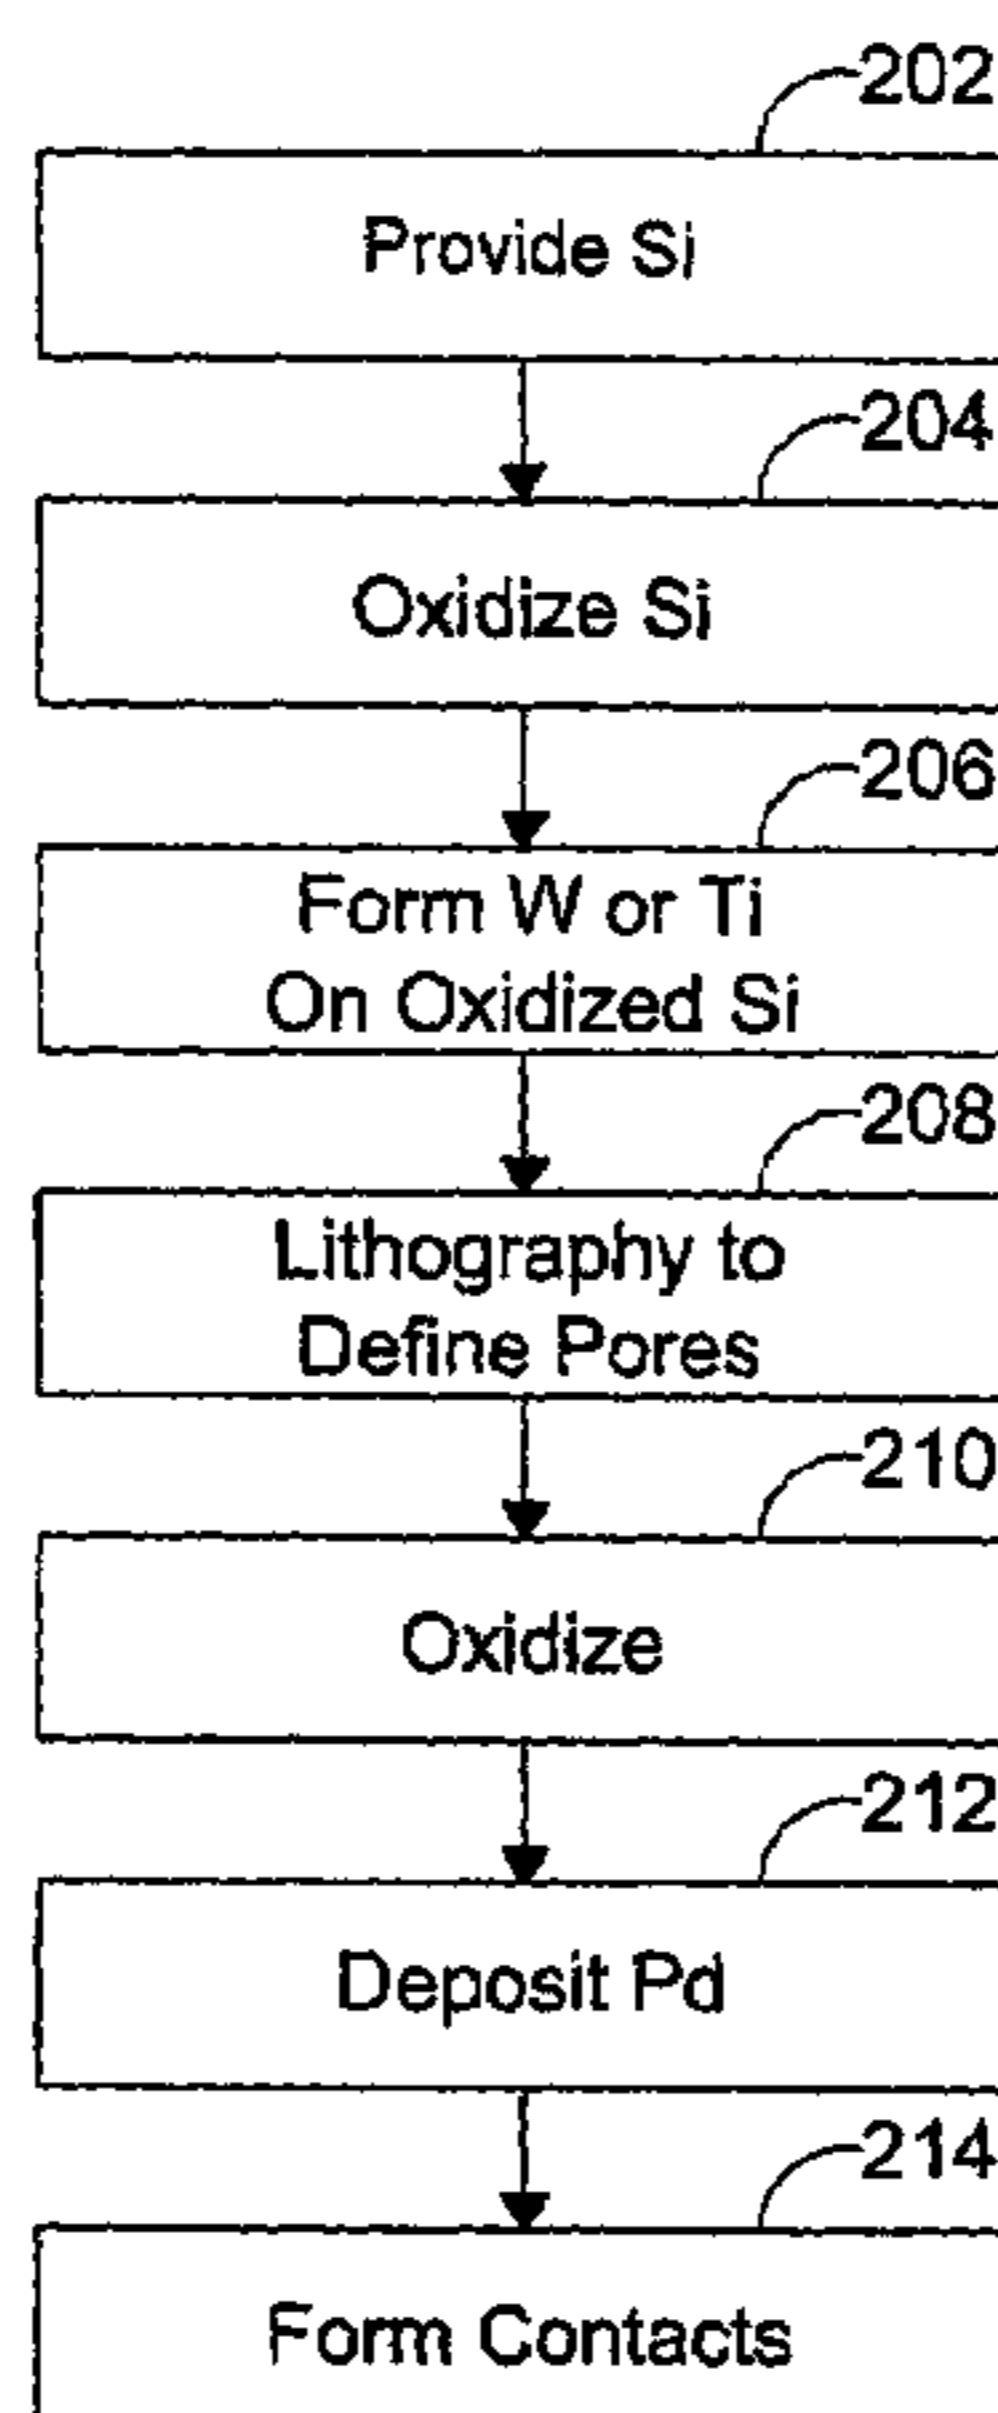 202
Provide Si
204
Oxidize Si
206
Form W or Ti
On Oxidized Si
208
Lithography to
Define Pores
210
Oxidize
212
Deposit Pd
214
Form Contacts